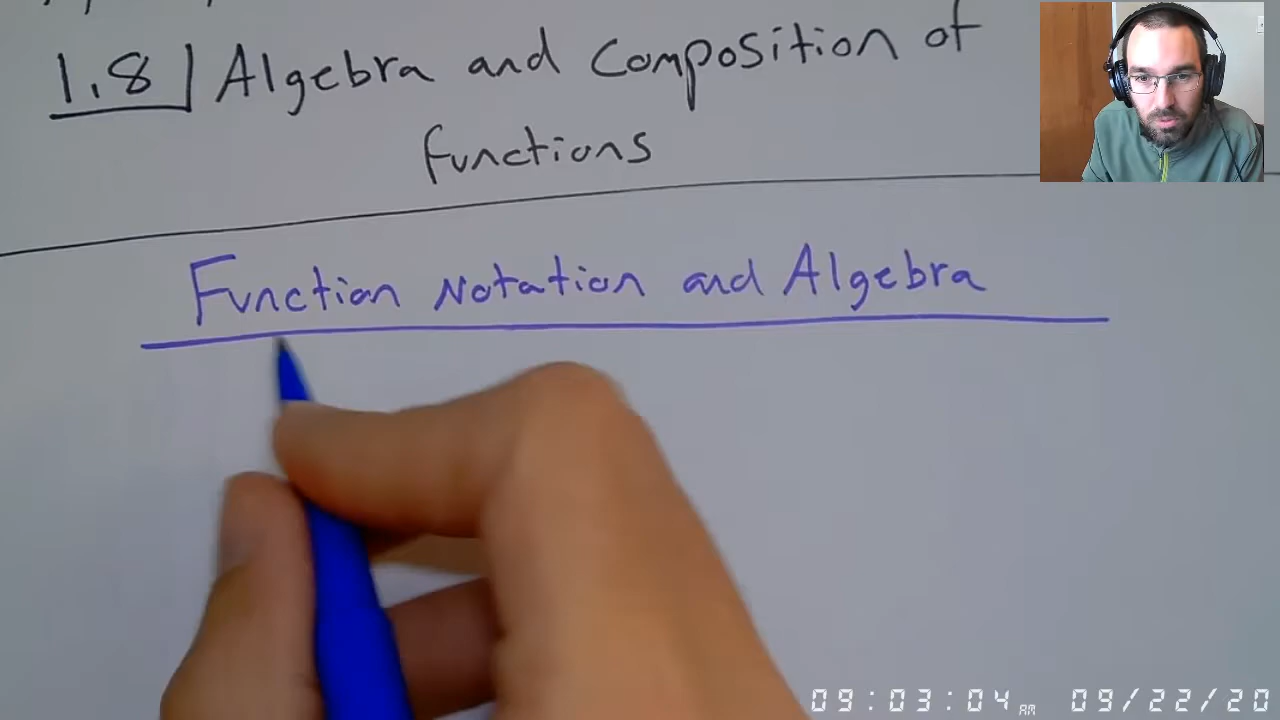 1.8 Algebra and Composition of
functions
Function Notation and Algebra
09:03:04 AM 09/22/20